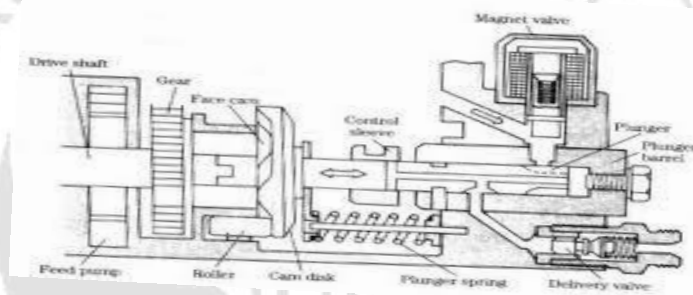 Magnet valve
Drive shaft
Gear
Face cam
Control
sleeve
Plunger
Plunger
barrel
Feed pump
Roller
Cam disk
Plunger spring
Delivery valve